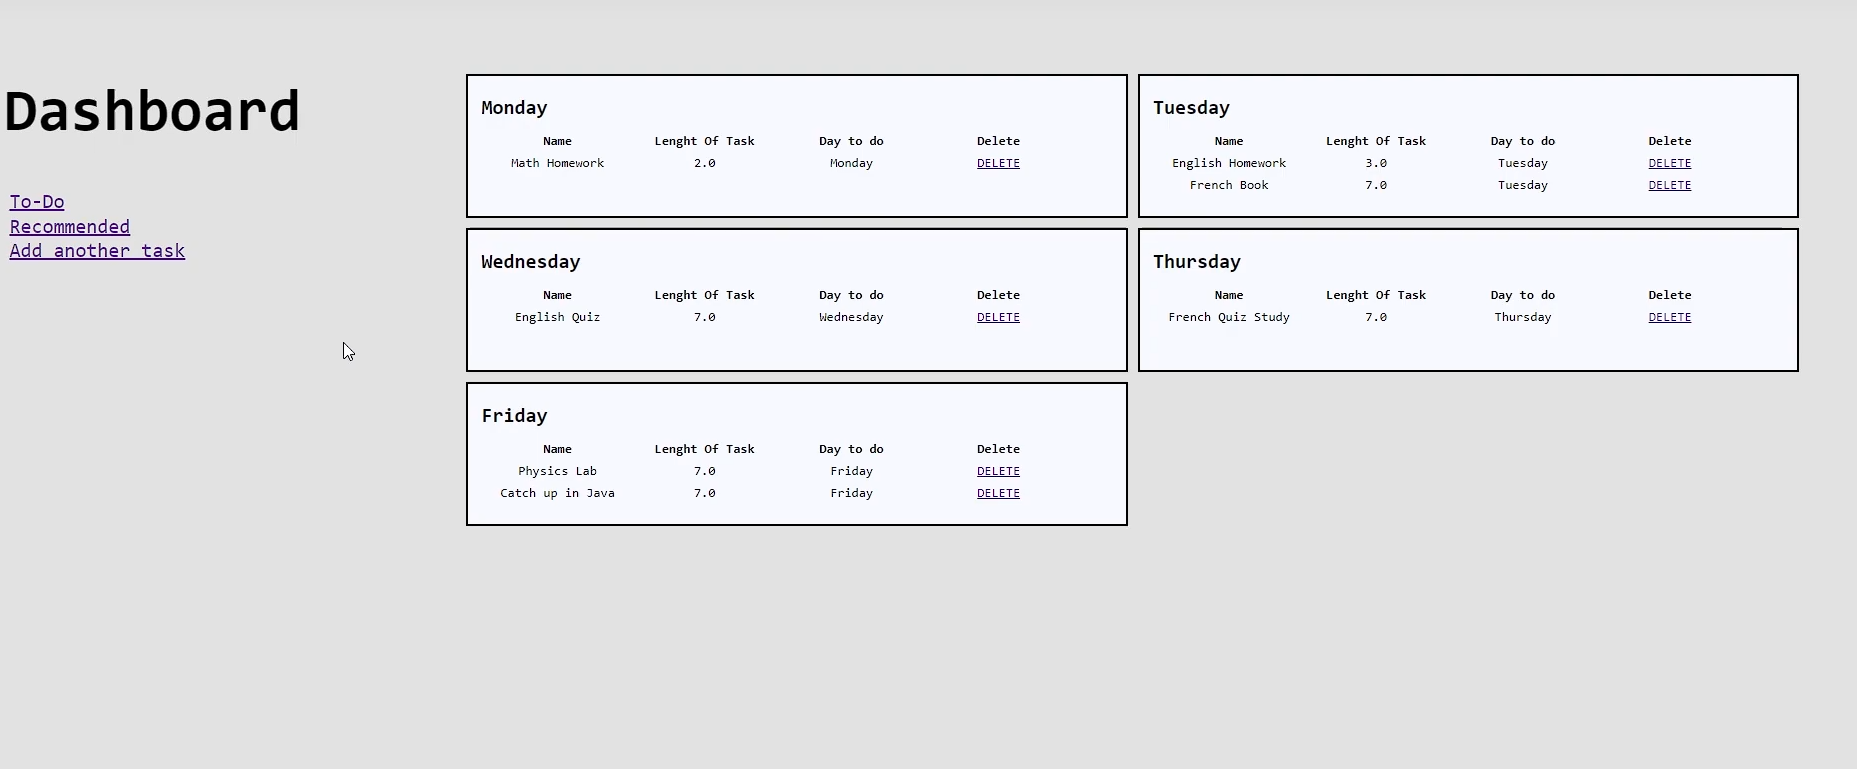 Dashboard
To-Do
Recommended
Add another task
Monday
Name Lenght Of Task Day to do Delete
Math Homework 2.0 Monday DELETE
Tuesday
Name Lenght Of Task Day to do Delete
English Homework 3.0 Tuesday DELETE
French Book 7.0 Tuesday DELETE
Wednesday
Name Lenght Of Task Day to do Delete
English Quiz 7.0 Wednesday DELETE
Thursday
Name Lenght Of Task Day to do Delete
French Quiz Study 7.0 Thursday DELETE
Friday
Name Lenght Of Task Day to do Delete
Physics Lab 7.0 Friday DELETE
Catch up in Java 7.0 Friday DELETE